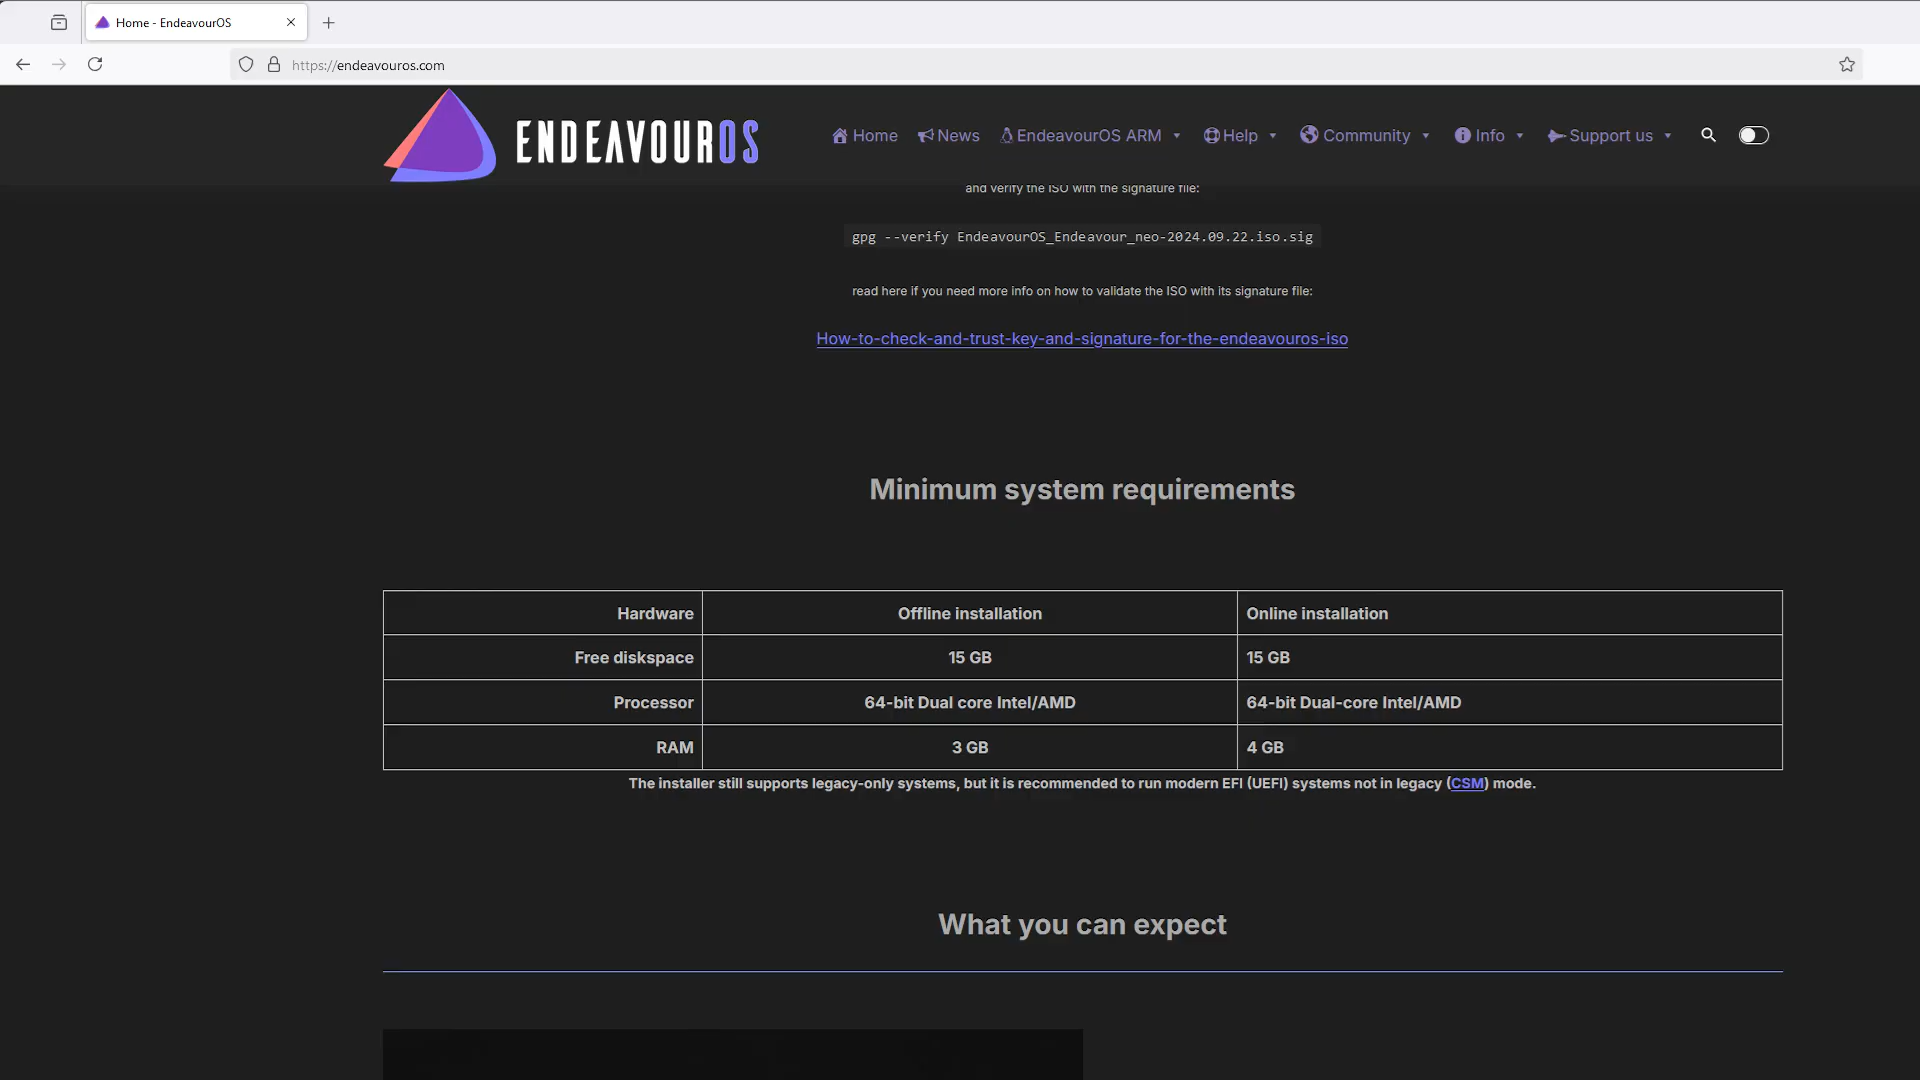 Home - EndeavourOS
https://endeavouros.com
ENDEAVOUROS
Home News EndeavourOS ARM Help Community Info Support us
and verify the ISO with the signature file:
gpg --verify EndeavourOS_Endeavour_neo-2024.09.22.iso.sig
read here if you need more info on how to validate the ISO with its signature file:
How-to-check-and-trust-key-and-signature-for-the-endeavouros-iso
Minimum system requirements
Hardware Offline installation Online installation
Free diskspace 15 GB 15 GB
Processor 64-bit Dual core Intel/AMD 64-bit Dual-core Intel/AMD
RAM 3 GB 4 GB
The installer still supports legacy-only systems, but it is recommended to run modern EFI (UEFI) systems not in legacy (CSM) mode.
What you can expect